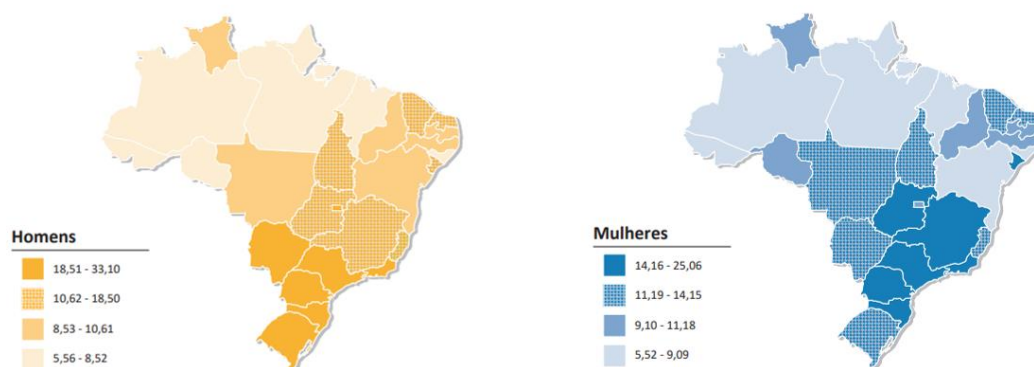 Homens
18,51 - 33,10
10,62 - 18,50
8,53 - 10,61
5,56 - 8,52
Mulheres
14,16 - 25,06
11,19 - 14,15
9,10 - 11,18
5,52 - 9,09